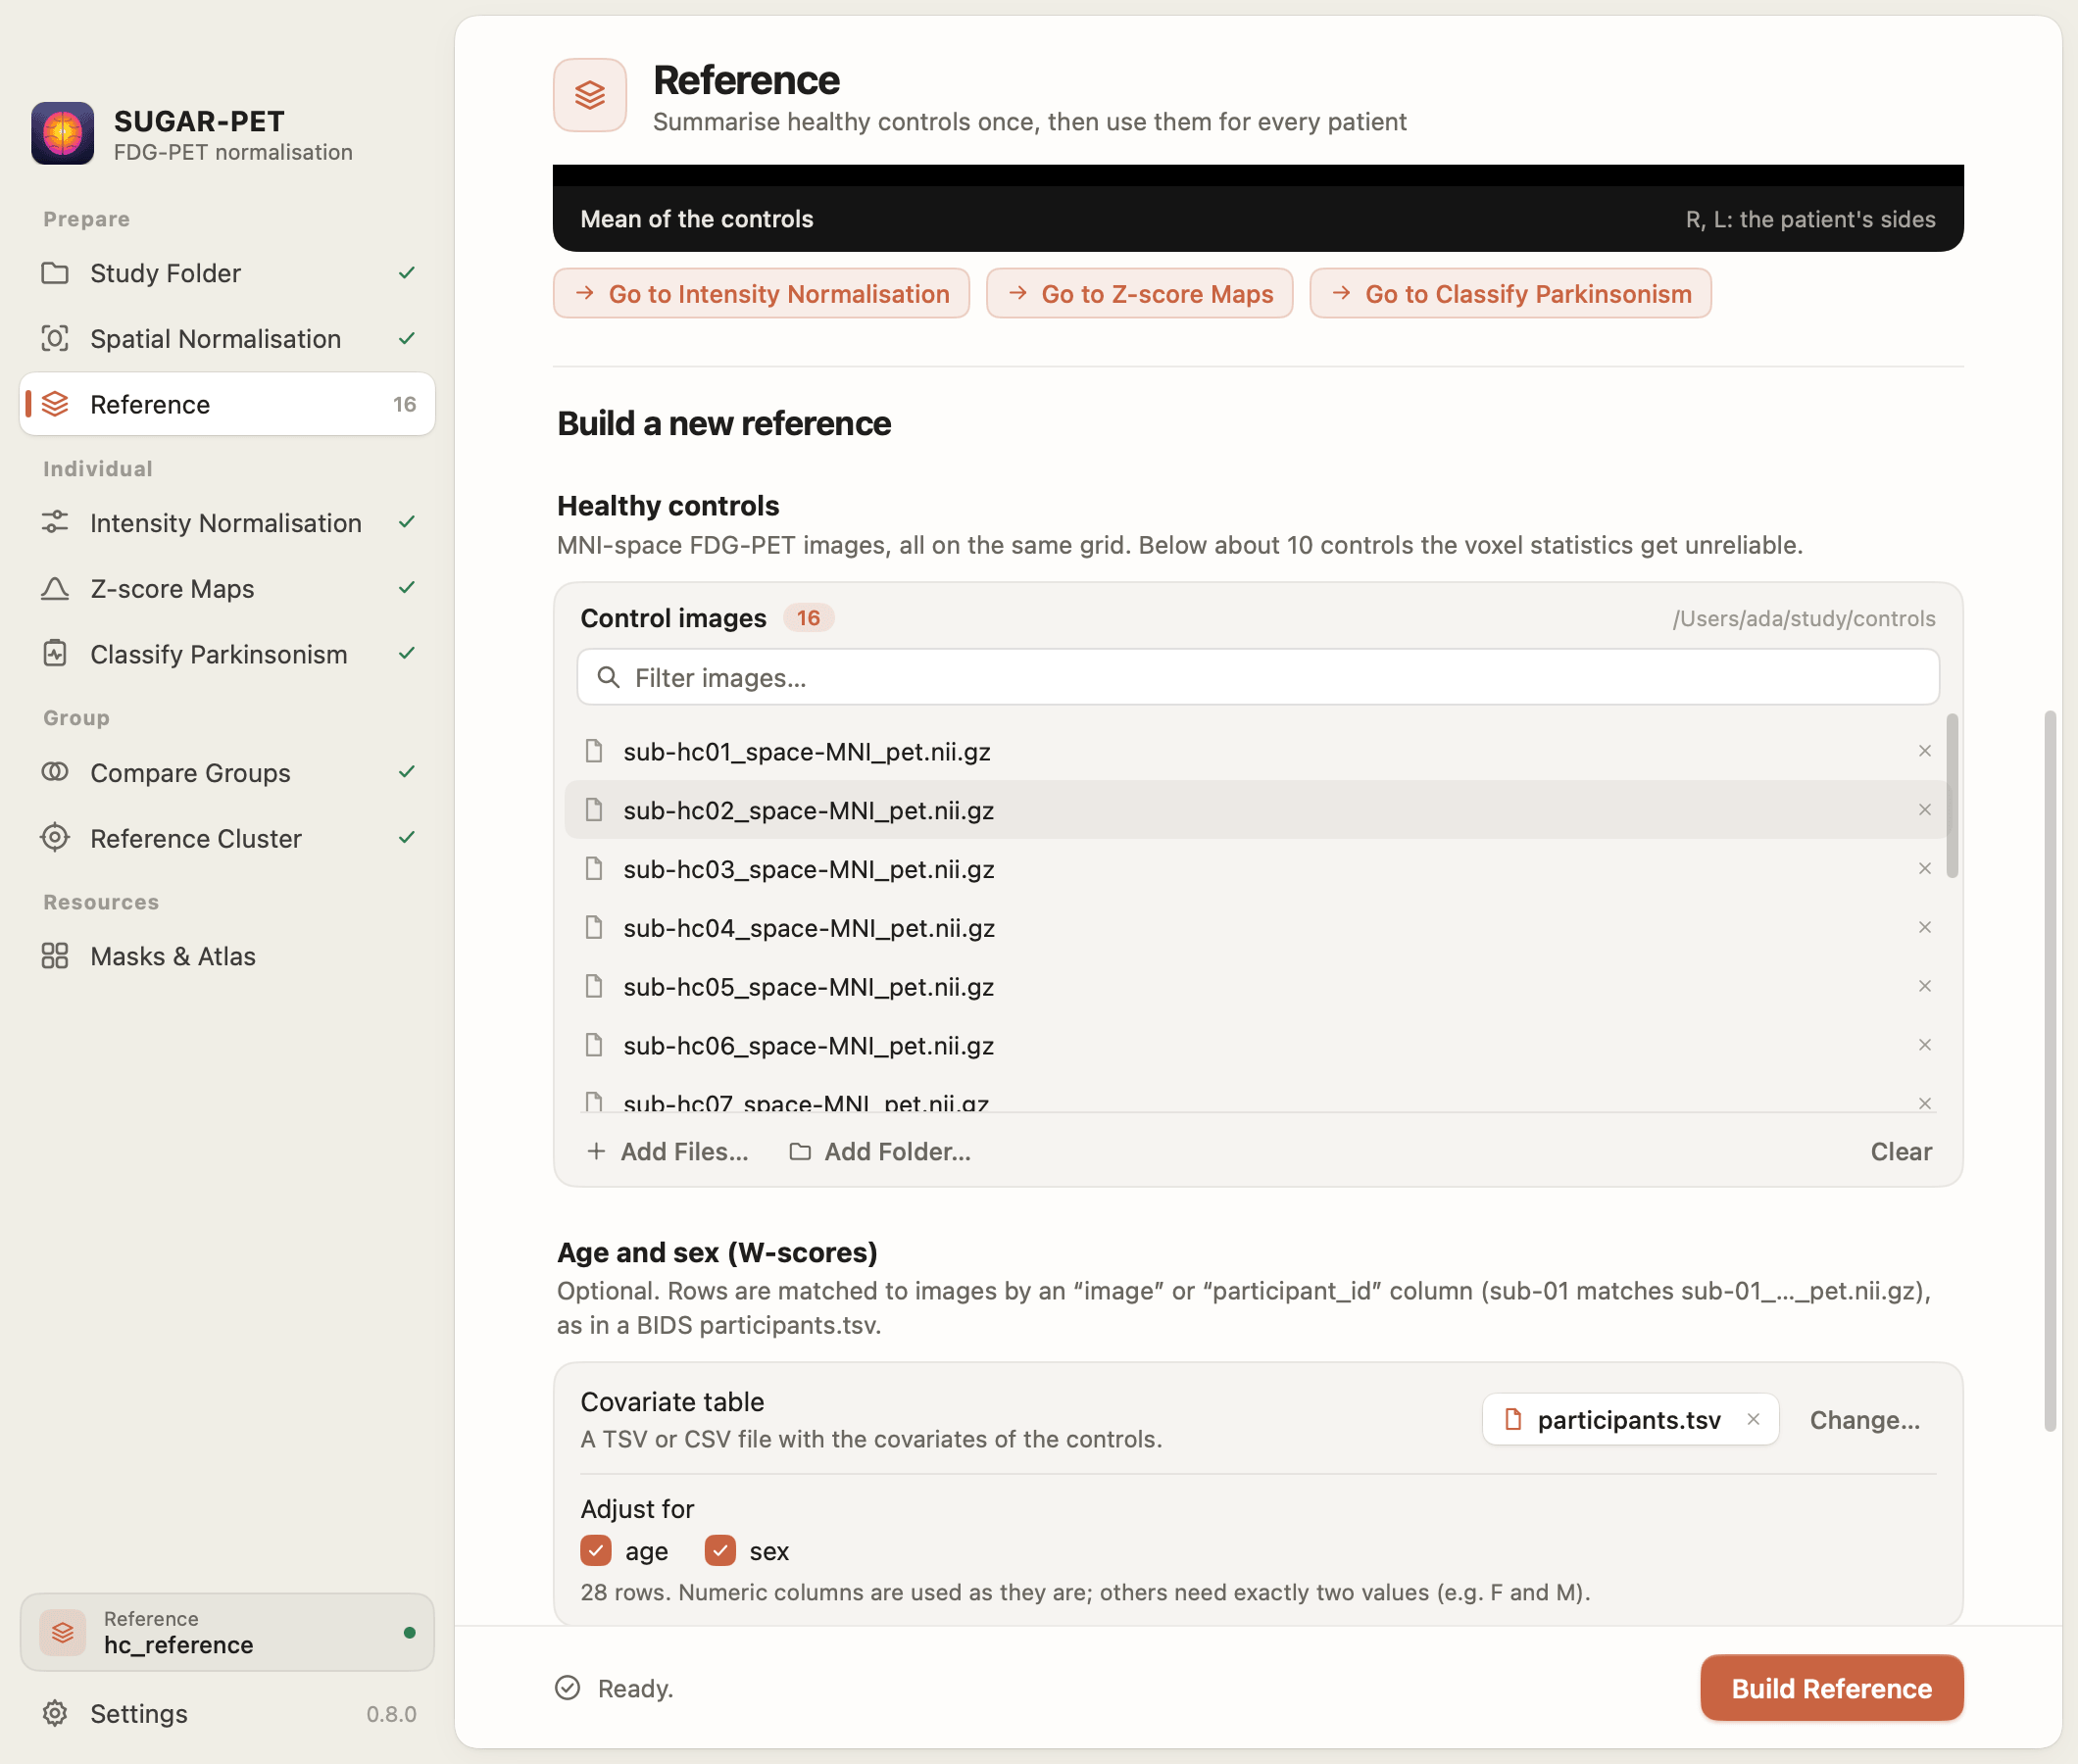 SUGAR-PET
FDG-PET normalisation
Prepare
Study Folder
Spatial Normalisation
Reference 16
Individual
Intensity Normalisation
Z-score Maps
Classify Parkinsonism
Group
Compare Groups
Reference Cluster
Resources
Masks & Atlas
Reference
hc_reference
Settings 0.8.0
Reference
Summarise healthy controls once, then use them for every patient
Mean of the controls R, L: the patient's sides
Go to Intensity Normalisation Go to Z-score Maps Go to Classify Parkinsonism
Build a new reference
Healthy controls
MNI-space FDG-PET images, all on the same grid. Below about 10 controls the voxel statistics get unreliable.
Control images 16 /Users/ada/study/controls
Filter images...
sub-hc01_space-MNI_pet.nii.gz
sub-hc02_space-MNI_pet.nii.gz
sub-hc03_space-MNI_pet.nii.gz
sub-hc04_space-MNI_pet.nii.gz
sub-hc05_space-MNI_pet.nii.gz
sub-hc06_space-MNI_pet.nii.gz
sub-hc07_space-MNI_pet.nii.gz
Add Files... Add Folder... Clear
Age and sex (W-scores)
Optional. Rows are matched to images by an “image” or “participant_id” column (sub-01 matches sub-01_..._pet.nii.gz),
as in a BIDS participants.tsv.
Covariate table
A TSV or CSV file with the covariates of the controls.
participants.tsv Change...
Adjust for
age sex
28 rows. Numeric columns are used as they are; others need exactly two values (e.g. F and M).
Ready.
Build Reference